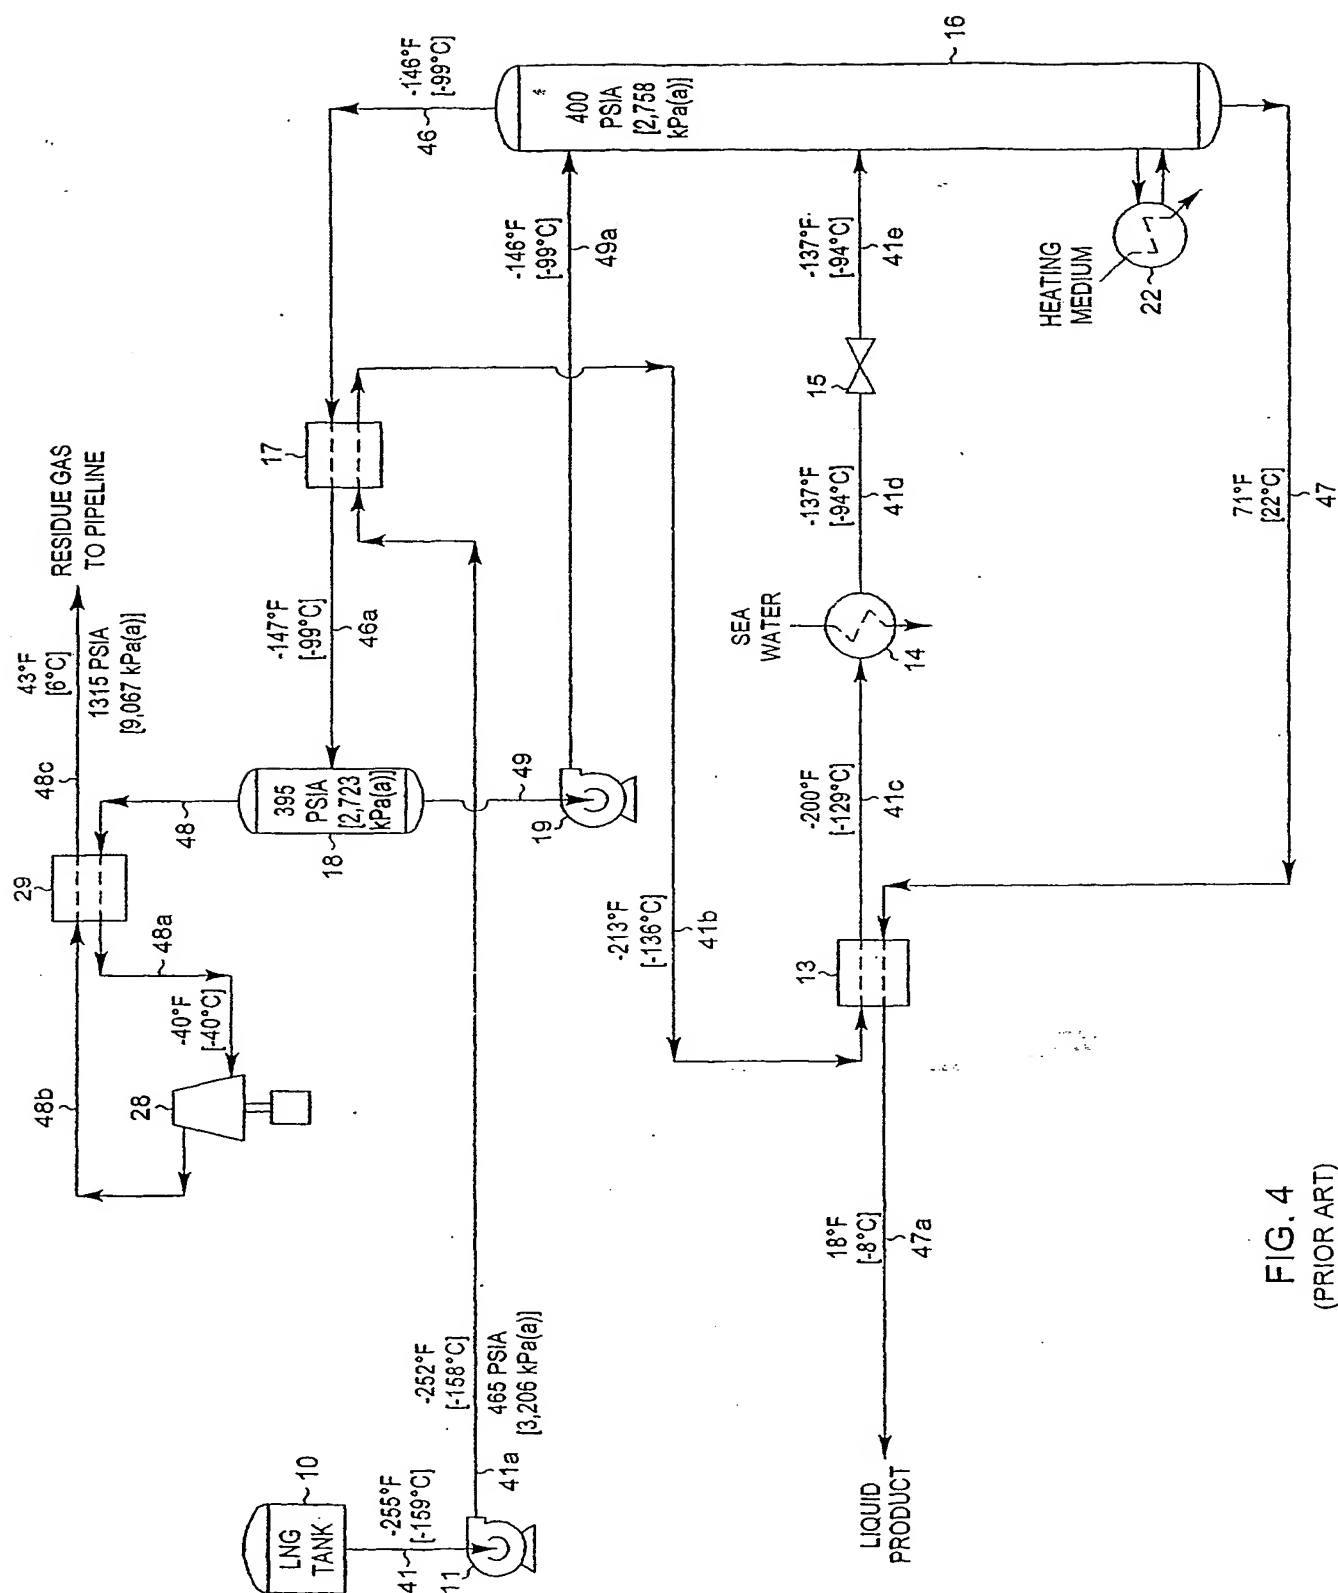 LNG
TANK
10
-255°F
[-159°C]
41
11
-252°F
[-158°C]
465 PSIA
[3,206 kPa(a)]
41a
48b
28
-40°F
[-40°C]
48a
29
48
48c
43°F
[6°C]
1315 PSIA
[9,067 kPa(a)]
RESIDUE GAS
TO PIPELINE
395
PSIA
[2,723
kPa(a)]
18
49
19
-147°F
[-99°C]
46a
17
-146°F
[-99°C]
46
-146°F
[-99°C]
49a
400
PSIA
[2,758
kPa(a)]
16
-213°F
[-136°C]
41b
13
-200°F
[-129°C]
41c
SEA
WATER
14
-137°F
[-94°C]
41d
15
-137°F
[-94°C]
41e
HEATING
MEDIUM
22
71°F
[22°C]
47
18°F
[-8°C]
47a
LIQUID
PRODUCT
FIG. 4
(PRIOR ART)